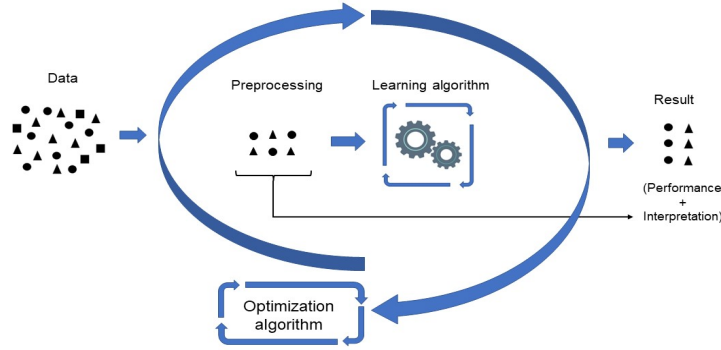 Data
Preprocessing
Learning algorithm
Result
(Performance
+
Interpretation)
Optimization
algorithm